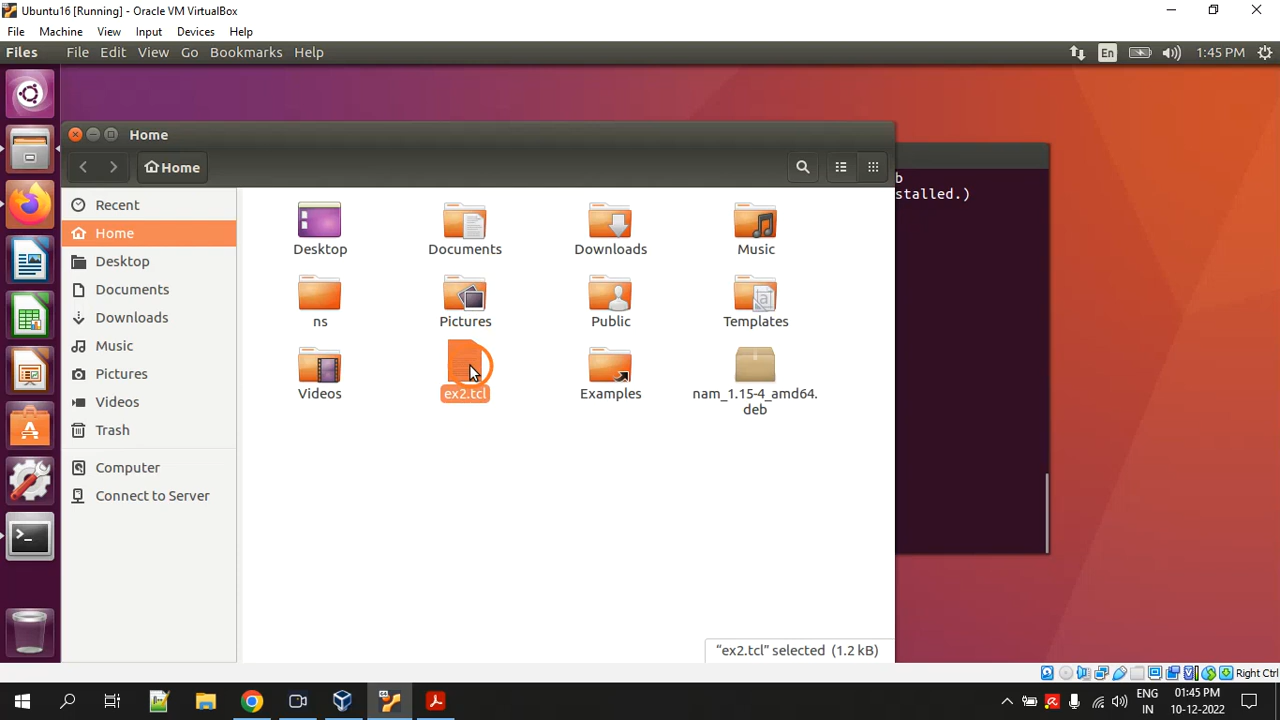 Ubuntu16 [Running] - Oracle VM VirtualBox
File Machine View Input Devices Help
Files File Edit View Go Bookmarks Help En 1:45 PM
Home
Home
b
stalled.)
Recent
Home
Desktop
Documents
Downloads
Music
Pictures
Videos
Trash
Computer
Connect to Server
Desktop Documents Downloads Music
ns Pictures Public Templates
Videos ex2.tcl Examples nam_1.15-4_amd64.
deb
"ex2.tcl" selected (1.2 kB)
Right Ctrl
ENG 01:45 PM
IN 10-12-2022